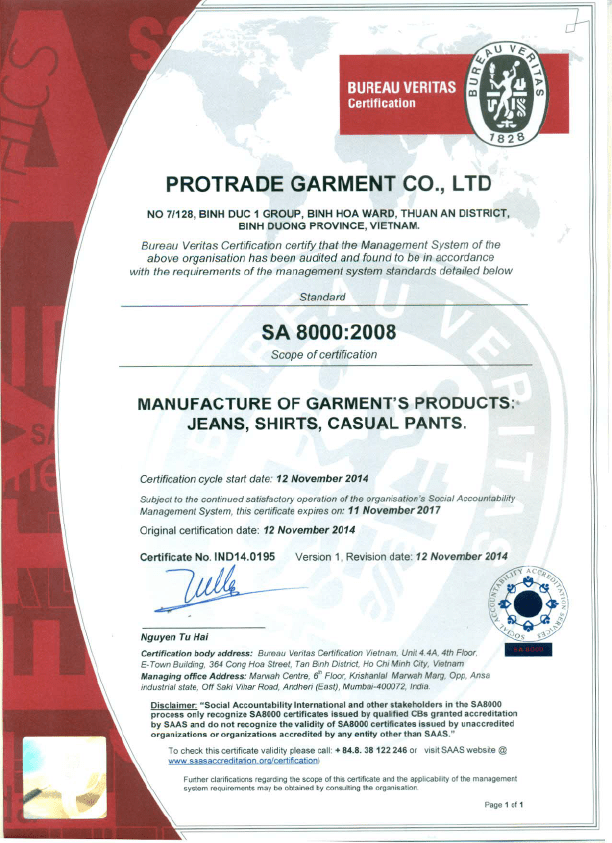 BUREAU VERITAS
Certification
BUREAU VERITAS
1828
PROTRADE GARMENT CO., LTD
NO 7/128, BINH DUC 1 GROUP, BINH HOA WARD, THUAN AN DISTRICT,
BINH DUONG PROVINCE, VIETNAM.
Bureau Veritas Certification certify that the Management System of the
above organisation has been audited and found to be in accordance
with the requirements of the management system standards detailed below
Standard
SA 8000:2008
Scope of certification
MANUFACTURE OF GARMENT'S PRODUCTS:
JEANS, SHIRTS, CASUAL PANTS.
Certification cycle start date: 12 November 2014
Subject to the continued satisfactory operation of the organisation's Social Accountability
Management System, this certificate expires on: 11 November 2017
Original certification date: 12 November 2014
Certificate No. IND14.0195 Version 1, Revision date: 12 November 2014
SOCIAL ACCOUNTABILITY ACCREDITATION SERVICES
SA 8000
Nguyen Tu Hai
Certification body address: Bureau Veritas Certification Vietnam, Unit 4.4A, 4th Floor,
E-Town Building, 364 Cong Hoa Street, Tan Binh District, Ho Chi Minh City, Vietnam
Managing office Address: Marwah Centre, 6th Floor, Krishanlal Marwah Marg, Opp, Ansa
industrial state, Off Saki Vihar Road, Andheri (East), Mumbai-400072, India.
Disclaimer: "Social Accountability International and other stakeholders in the SA8000
process only recognize SA8000 certificates issued by qualified CBs granted accreditation
by SAAS and do not recognize the validity of SA8000 certificates issued by unaccredited
organizations or organizations accredited by any entity other than SAAS."
To check this certificate validity please call: + 84.8. 38 122 246 or visit SAAS website @
www.saasaccreditation.org/certification\
Further clarifications regarding the scope of this certificate and the applicability of the management
system requirements may be obtained by consulting the organisation.
Page 1 of 1